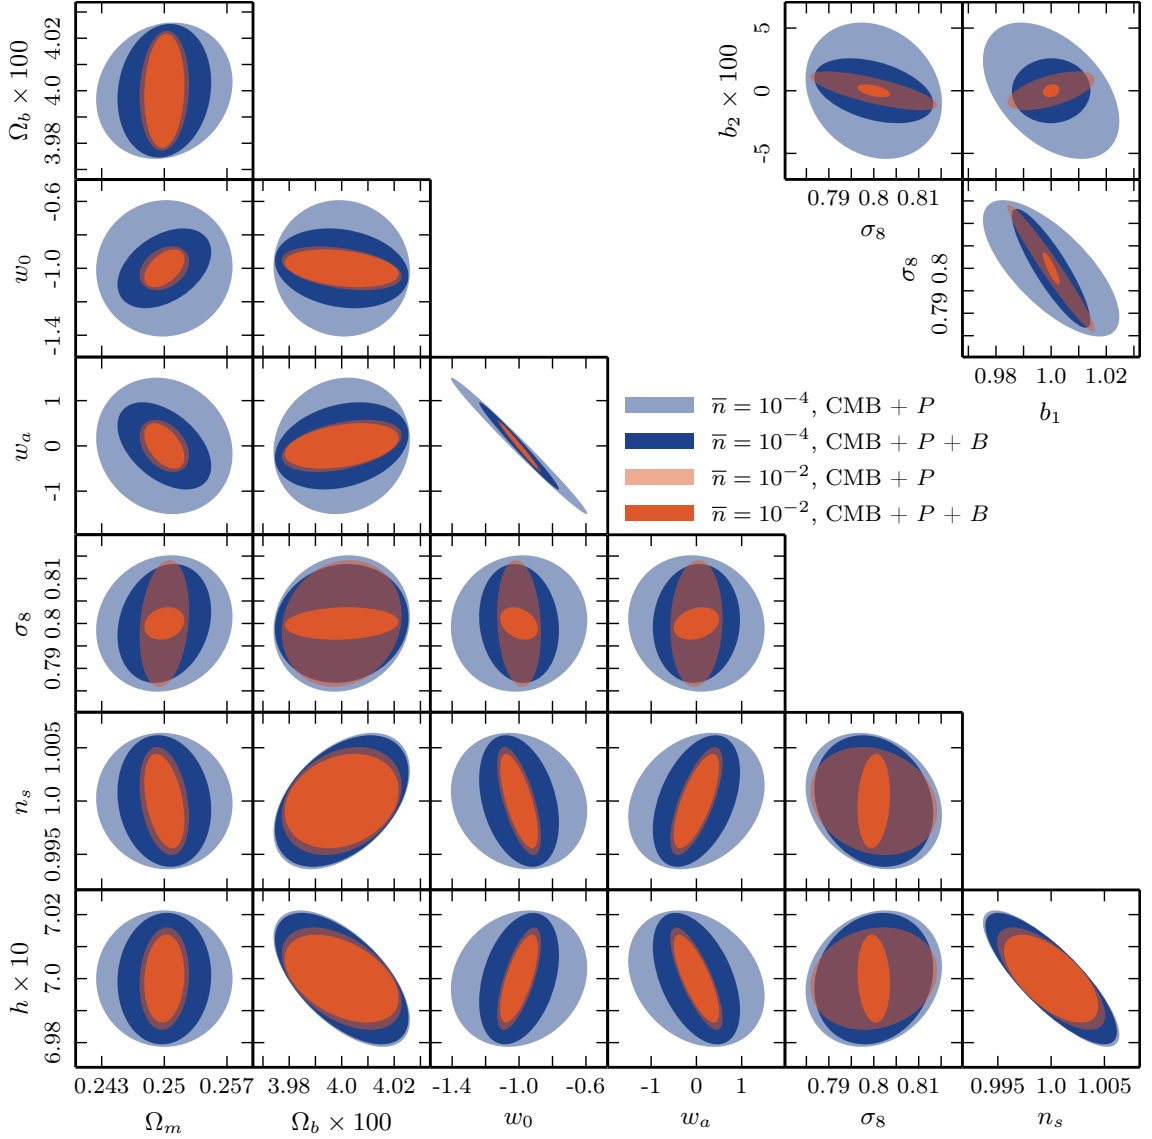 Ω_b × 100
4.02
4.0
3.98
b_2 × 100
5
0
-5
0.79 0.8 0.81
σ_8
w_0
-0.6
-1.0
-1.4
σ_8
0.8
0.79
0.98 1.0 1.02
b_1
w_a
1
0
-1
n̅ = 10^{-4}, CMB + P
n̅ = 10^{-4}, CMB + P + B
n̅ = 10^{-2}, CMB + P
n̅ = 10^{-2}, CMB + P + B
σ_8
0.81
0.8
0.79
n_s
1.005
1.0
0.995
h × 10
7.02
7.0
6.98
0.243 0.25 0.257
3.98 4.0 4.02
-1.4 -1.0 -0.6
-1 0 1
0.79 0.8 0.81
0.995 1.0 1.005
Ω_m
Ω_b × 100
w_0
w_a
σ_8
n_s